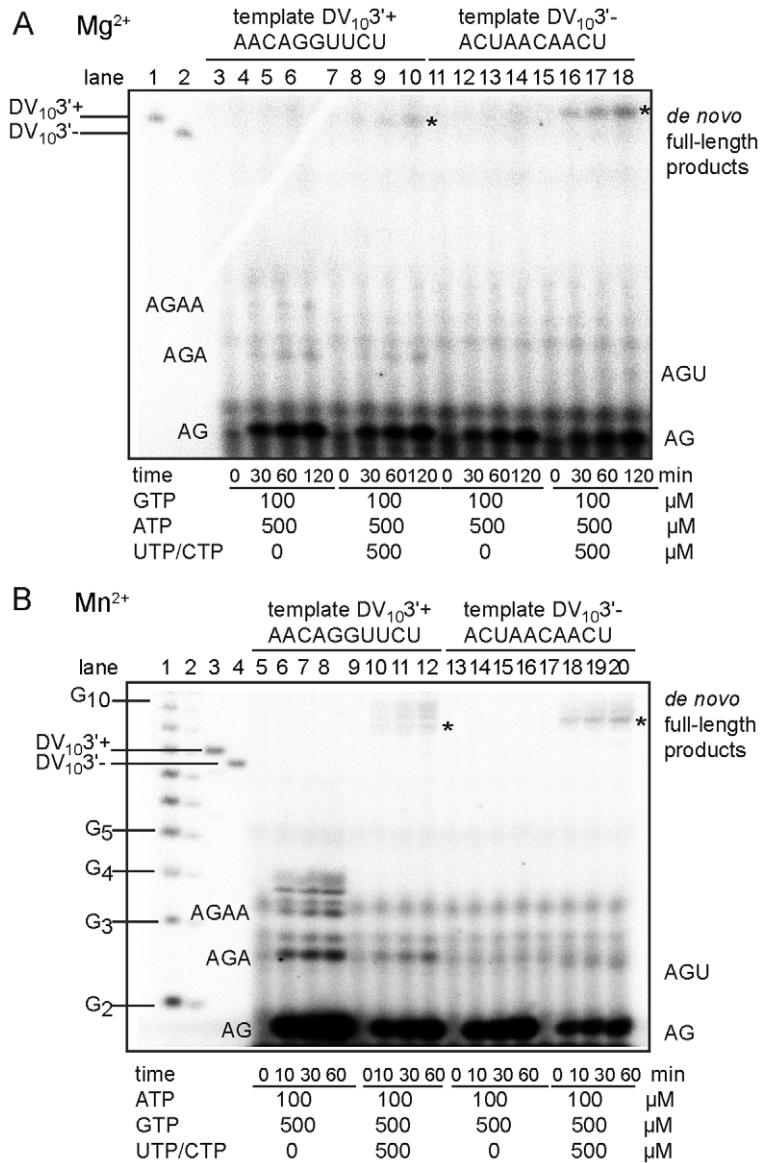 A Mg2+ template DV103'+ template DV103'-
AACAGGUUCU ACUAACAACU
lane 1 2 3 4 5 6 7 8 9 10 11 12 13 14 15 16 17 18
DV103'+
DV103'-
* *
de novo
full-length
products
AGAA
AGA
AGU
AG AG
time 0 30 60 120 0 30 60 120 0 30 60 120 0 30 60 120 min
GTP 100 100 100 100 µM
ATP 500 500 500 500 µM
UTP/CTP 0 500 0 500 µM
B Mn2+
template DV103'+ template DV103'-
AACAGGUUCU ACUAACAACU
lane 1 2 3 4 5 6 7 8 9 10 11 12 13 14 15 16 17 18 19 20
G10
de novo
full-length
products
* *
DV103'+
DV103'-
G5
G4
AGAA
G3
AGA
AGU
G2
AG AG
time 0 10 30 60 0 10 30 60 0 10 30 60 0 10 30 60 min
ATP 100 100 100 100 µM
GTP 500 500 500 500 µM
UTP/CTP 0 500 0 500 µM